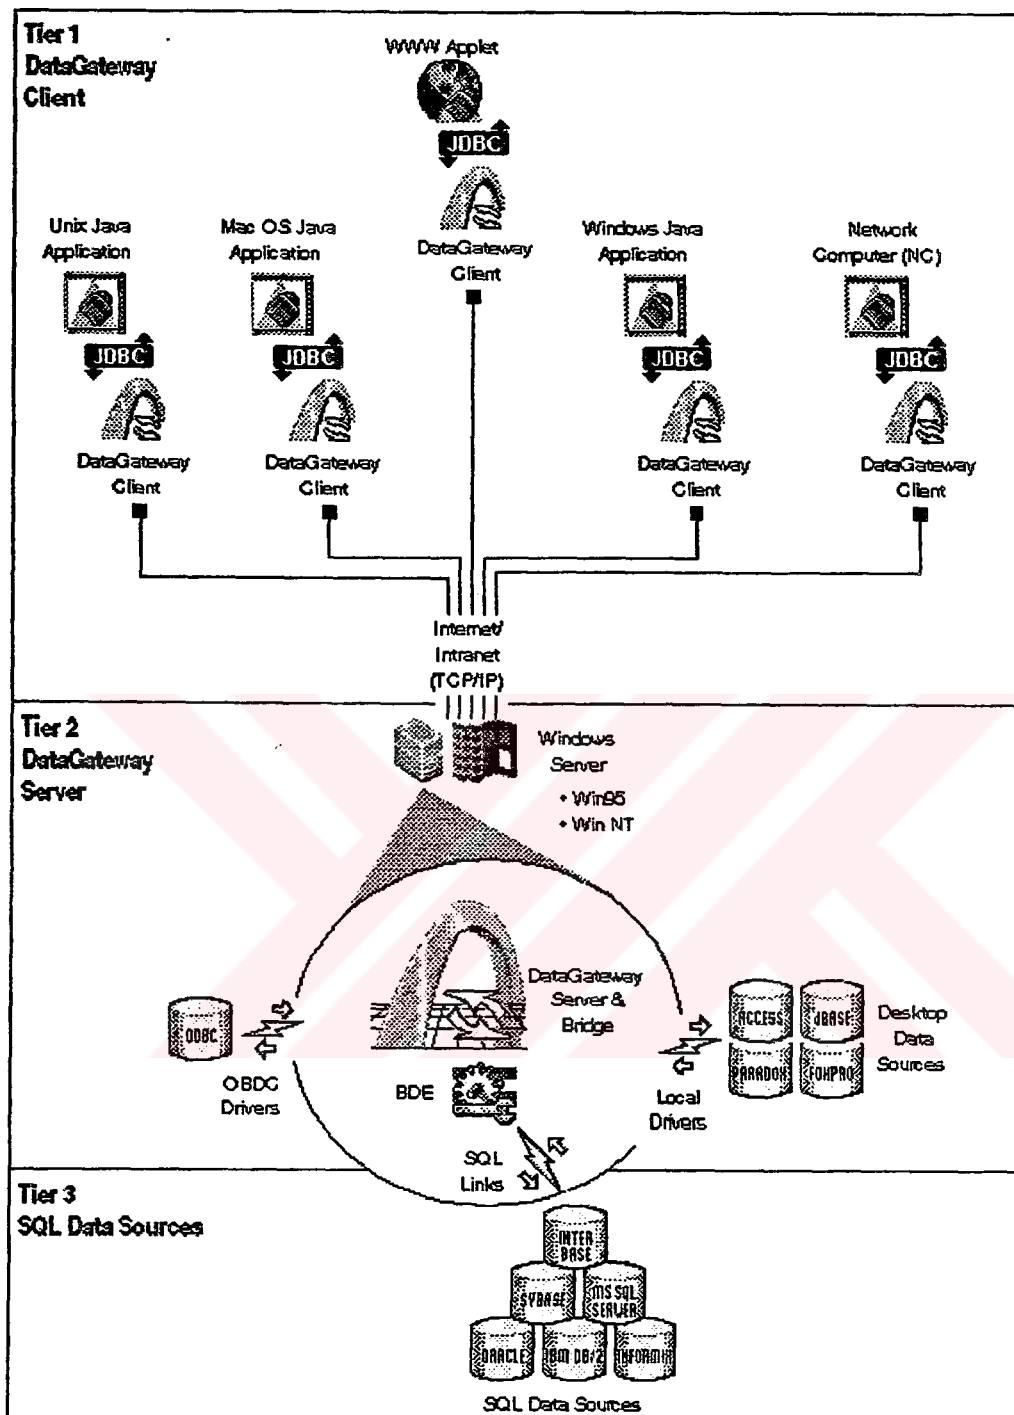 Tier 1
DataGateway
Client
WWW Applet
JDBC
DataGateway
Client
Unix Java
Application
JDBC
DataGateway
Client
Mac OS Java
Application
JDBC
DataGateway
Client
Windows Java
Application
JDBC
DataGateway
Client
Network
Computer (NC)
JDBC
DataGateway
Client
Internet/
Intranet
(TCP/IP)
Tier 2
DataGateway
Server
Windows
Server
• Win95
• Win NT
DataGateway
Server &
Bridge
ODBC
OBDC
Drivers
BDE
ACCESS
dBASE
PARADOX
FOXPRO
Desktop
Data
Sources
Local
Drivers
SQL
Links
Tier 3
SQL Data Sources
INTER
BASE
SYBASE
MS SQL
SERVER
ORACLE
IBM DB/2
INFORMIX
SQL Data Sources